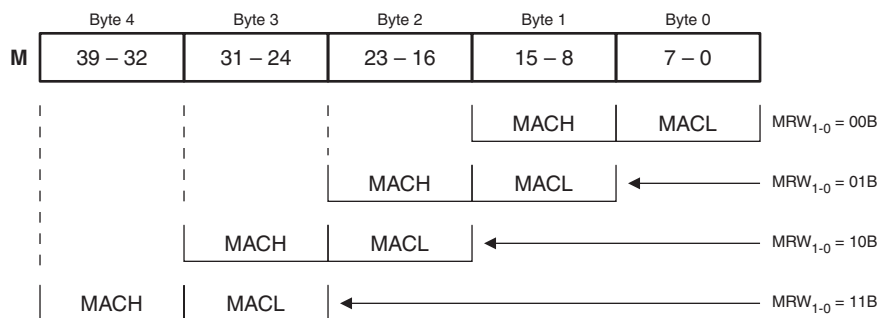 Byte 4 Byte 3 Byte 2 Byte 1 Byte 0
M 39 – 32 31 – 24 23 – 16 15 – 8 7 – 0
MACH MACL MRW1-0 = 00B
MACH MACL MRW1-0 = 01B
MACH MACL MRW1-0 = 10B
MACH MACL MRW1-0 = 11B